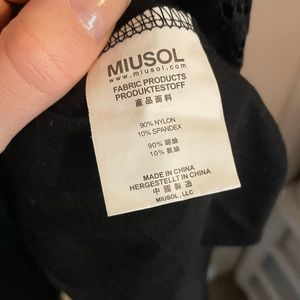 MIUSOL
www.miusol.com
FABRIC PRODUCTS
PRODUKTESTOFF
產品面料
90% NYLON
10% SPANDEX
90% 錦綸
10% 氨綸
MADE IN CHINA
HERGESTELLT IN CHINA
中國製造
MIUSOL, LLC